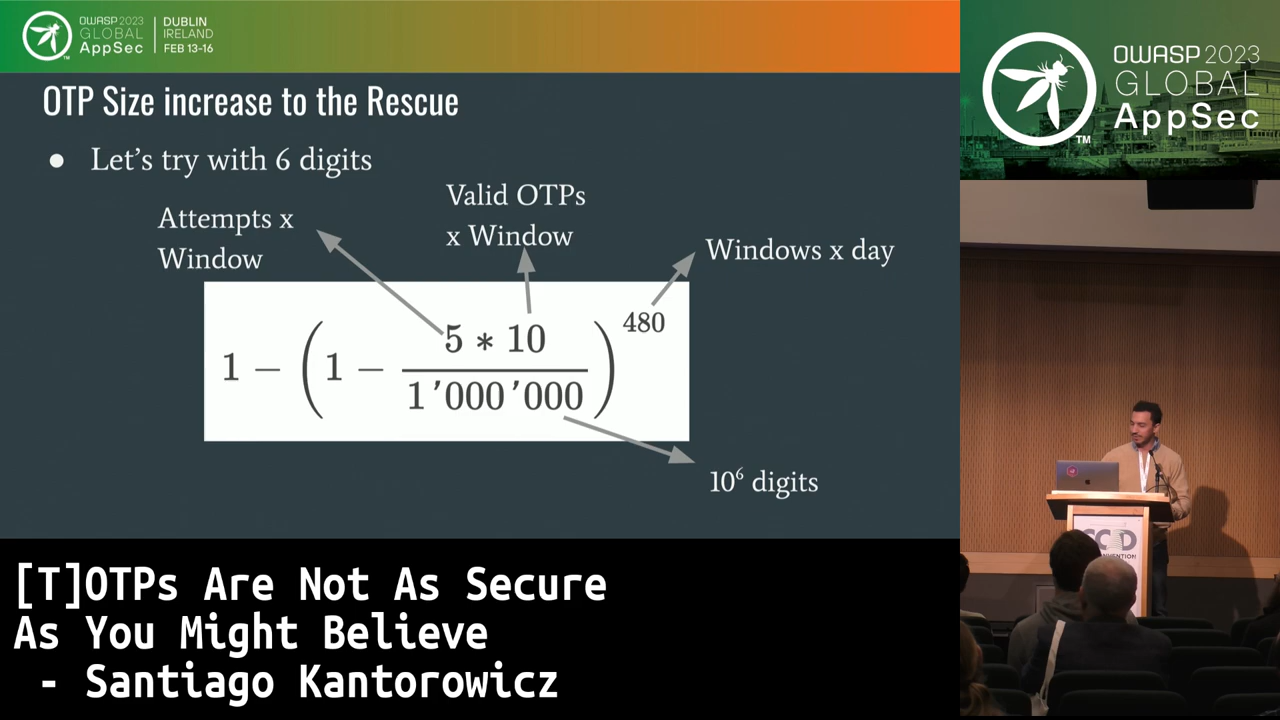 OWASP 2023
GLOBAL
AppSec
TM
DUBLIN
IRELAND
FEB 13-16
OTP Size increase to the Rescue
● Let's try with 6 digits
Attempts x
Window
Valid OTPs
x Window
Windows x day
1 − (1 − 5 * 10 / 1'000'000)^480
10⁶ digits
[T]OTPs Are Not As Secure
As You Might Believe
- Santiago Kantorowicz
OWASP 2023
GLOBAL
AppSec
TM